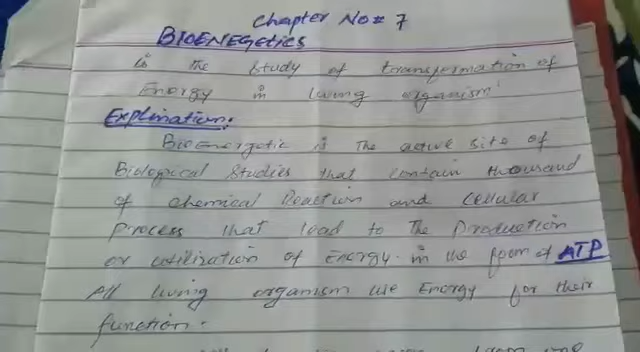 Chapter No # 7
BIOENEGETICS
is the study of transformation of
Energy in living organism'
Explination:
Bioenergetic is the active site of
Biological studies that contain thousand
of chemical Reaction and cellular
process that lead to the production
or utilization of Energy. in the form of ATP
All living organism use Energy for their
function.